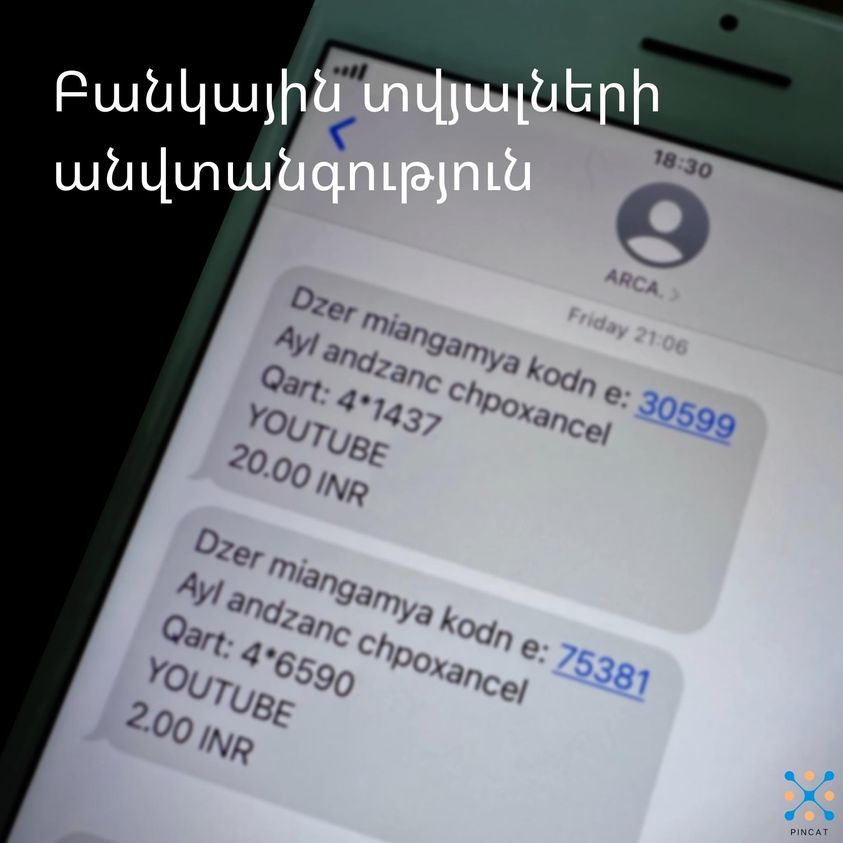 Բանկային տվյալների
անվտանգություն
18:30
ARCA.
Friday 21:06
Dzer miangamya kodn e: 30599
Ayl andzanc chpoxancel
Qart: 4*1437
YOUTUBE
20.00 INR
Dzer miangamya kodn e: 75381
Ayl andzanc chpoxancel
Qart: 4*6590
YOUTUBE
2.00 INR
PINCAT